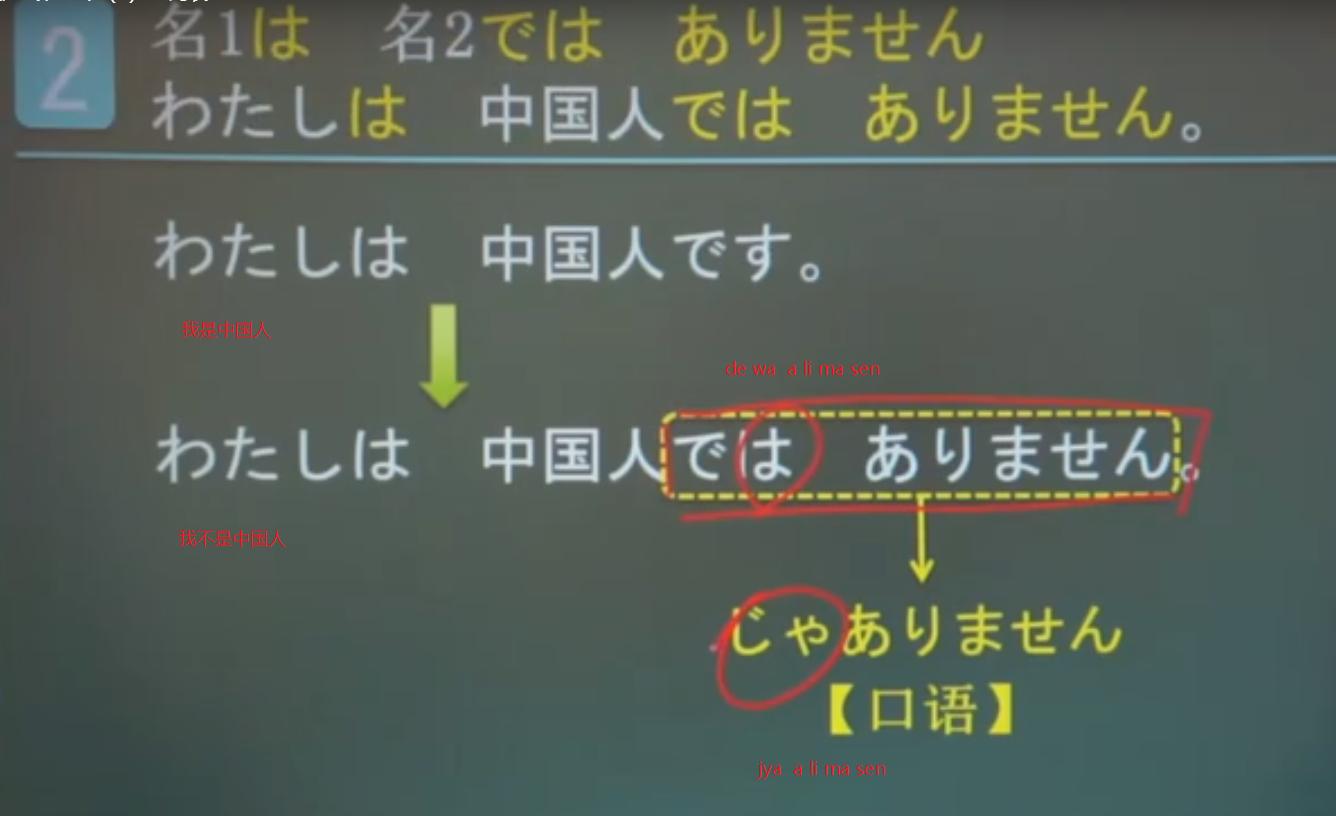 2
名1は 名2では ありません
わたしは 中国人では ありません。
わたしは 中国人です。
我是中国人
de wa a li ma sen
わたしは 中国人では ありません。
我不是中国人
じゃありません
【口语】
jya a li ma sen